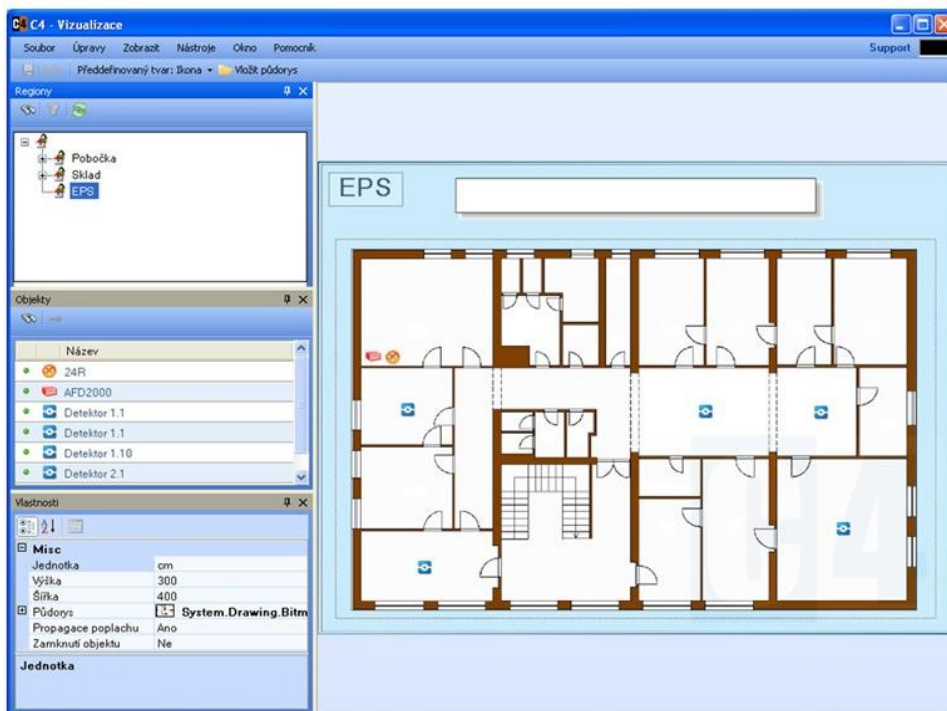 C4 C4 - Vizualizace
Soubor Úpravy Zobrazit Nástroje Okno Pomocník Support
Předdefinovaný tvar: Ikona Vložit půdorys
Regiony
Pobočka
Sklad
EPS
EPS
Objekty
Název
24R
AFD2000
Detektor 1.1
Detektor 1.1
Detektor 1.10
Detektor 2.1
Vlastnosti
Misc
Jednotka cm
Výška 300
Šířka 400
Půdorys System.Drawing.Bitm
Propagace poplachu Ano
Zamknutí objektu Ne
Jednotka
C4